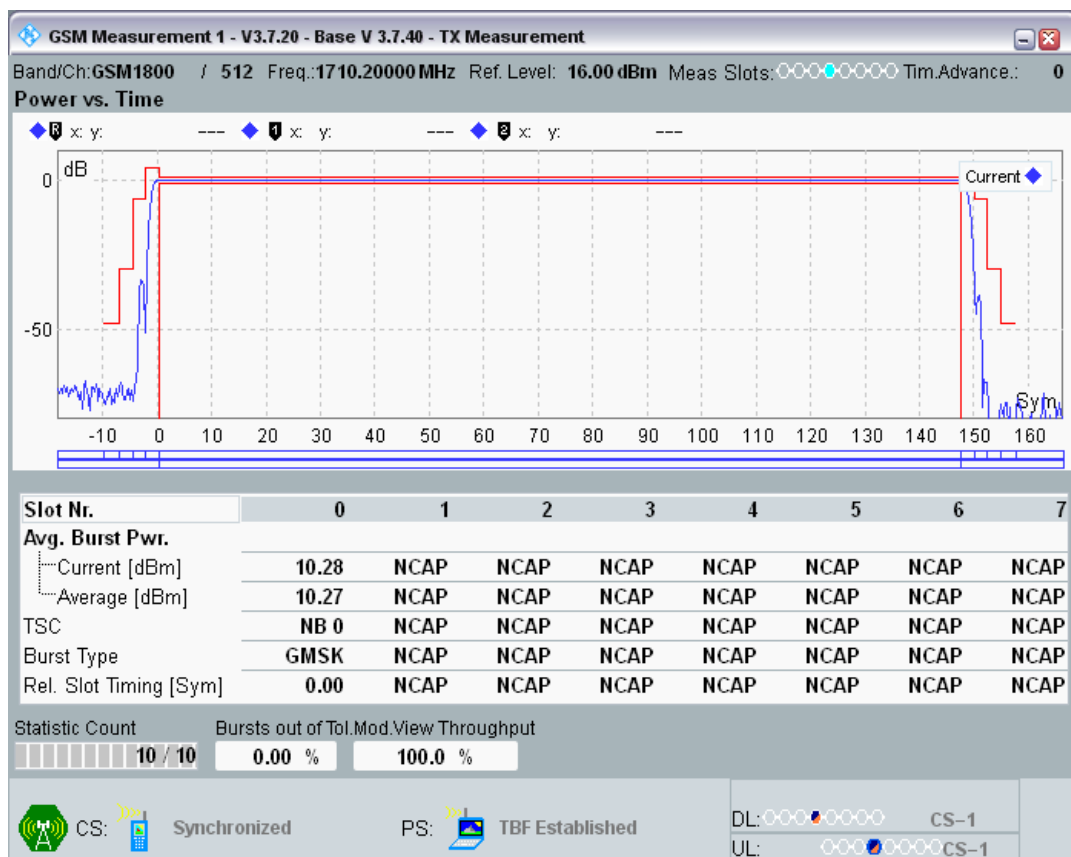 GSM Measurement 1 - V3.7.20 - Base V 3.7.40 - TX Measurement
Band/Ch:GSM1800 / 512 Freq.:1710.20000 MHz Ref. Level: 16.00 dBm Meas Slots: Tim.Advance.: 0
Power vs. Time
R x: y: --- 1 x: y: --- 2 x: y: ---
dB
Current
0
-50
Sym
-10 0 10 20 30 40 50 60 70 80 90 100 110 120 130 140 150 160
Slot Nr. 0 1 2 3 4 5 6 7
Avg. Burst Pwr.
Current [dBm] 10.28 NCAP NCAP NCAP NCAP NCAP NCAP NCAP
Average [dBm] 10.27 NCAP NCAP NCAP NCAP NCAP NCAP NCAP
TSC NB 0 NCAP NCAP NCAP NCAP NCAP NCAP NCAP
Burst Type GMSK NCAP NCAP NCAP NCAP NCAP NCAP NCAP
Rel. Slot Timing [Sym] 0.00 NCAP NCAP NCAP NCAP NCAP NCAP NCAP
Statistic Count Bursts out of Tol. Mod.View Throughput
10 / 10 0.00 % 100.0 %
CS: Synchronized PS: TBF Established
DL: CS-1
UL: CS-1